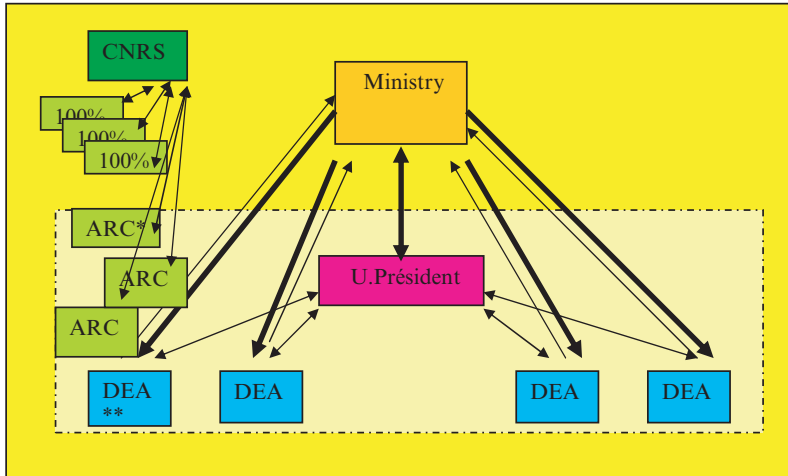 CNRS
Ministry
100%
100%
100%
ARC*
ARC
ARC
U.Président
DEA
**
DEA
DEA
DEA